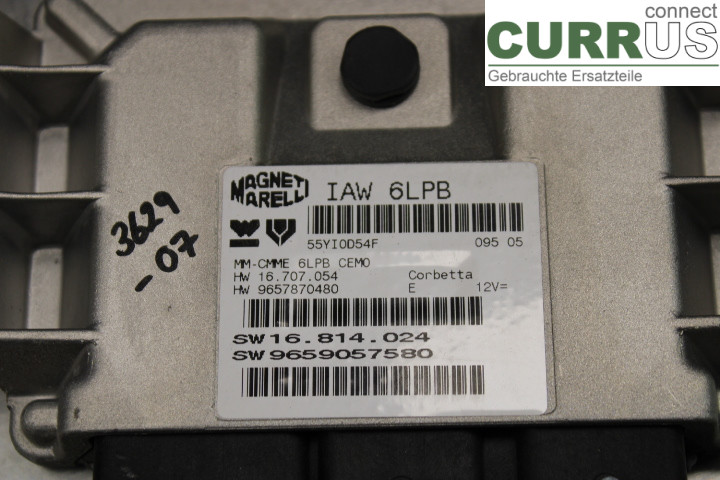 connect
CURRUS
Gebrauchte Ersatzteile
MAGNETI MARELLI
IAW 6LPB
55YI0D54F 095 05
MM-CMME 6LPB CEMO
HW 16.707.054 Corbetta
HW 9657870480 E 12V=
SW16.814.024
SW9659057580
3629
-07